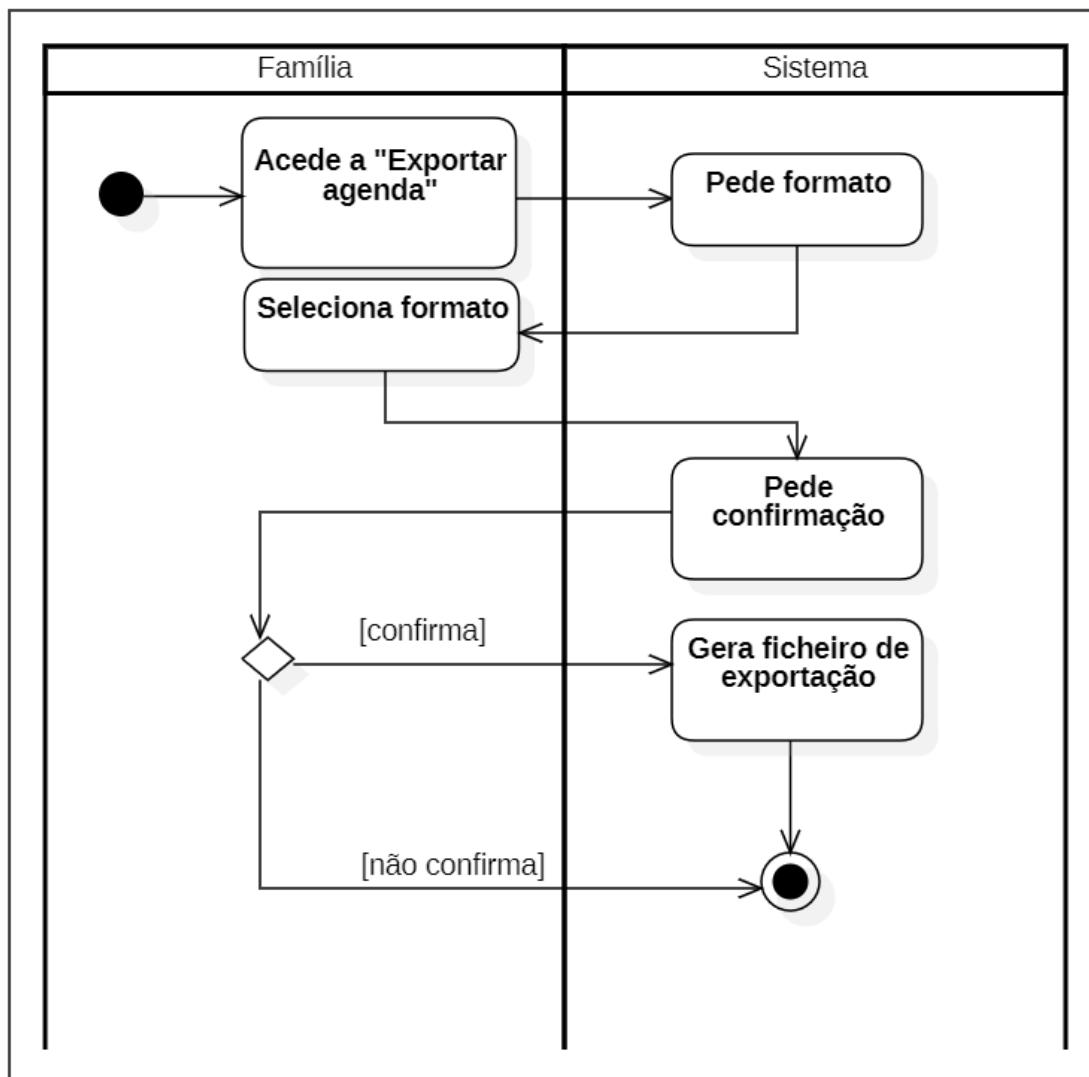 Família
Sistema
Acede a "Exportar
agenda"
Pede formato
Seleciona formato
Pede
confirmação
[confirma]
Gera ficheiro de
exportação
[não confirma]